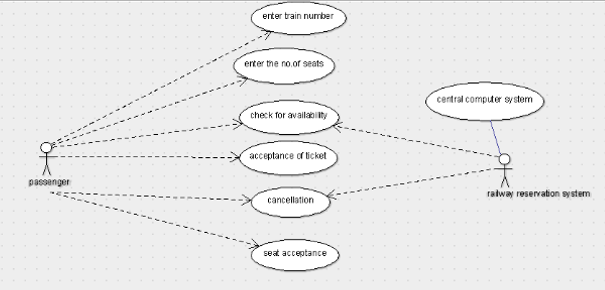 enter train number
enter the no.of seats
central computer system
check for availability
acceptance of ticket
passenger
railway reservation system
cancellation
seat acceptance